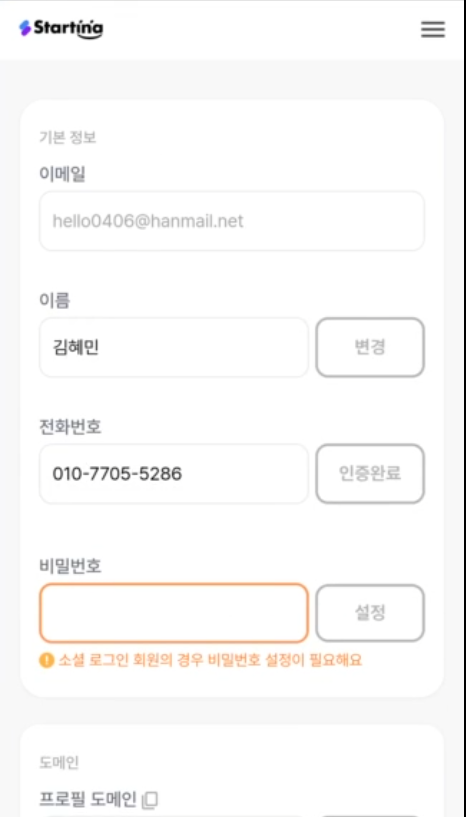 Starting
기본 정보
이메일
hello0406@hanmail.net
이름
김혜민
변경
전화번호
010-7705-5286
인증완료
비밀번호
설정
소셜 로그인 회원의 경우 비밀번호 설정이 필요해요
도메인
프로필 도메인